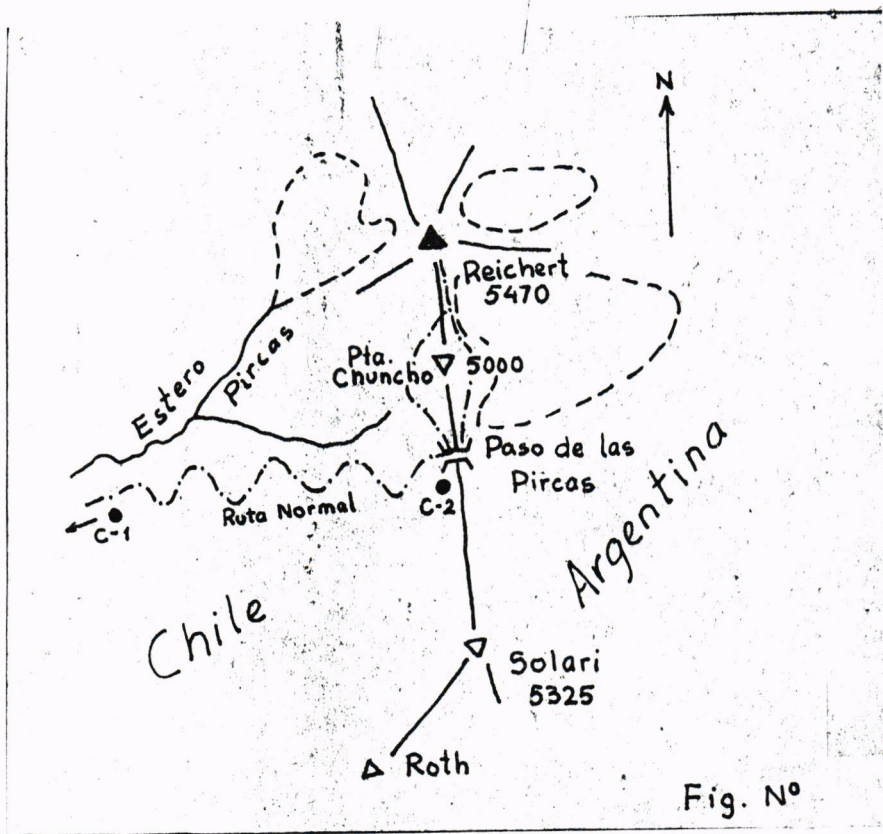 N
Reichert
5470
Pta.
Chuncho
5000
Estero Pircas
Paso de las
Pircas
Ruta Normal
C-1
C-2
Chile
Argentina
Solari
5325
Roth
Fig. Nº